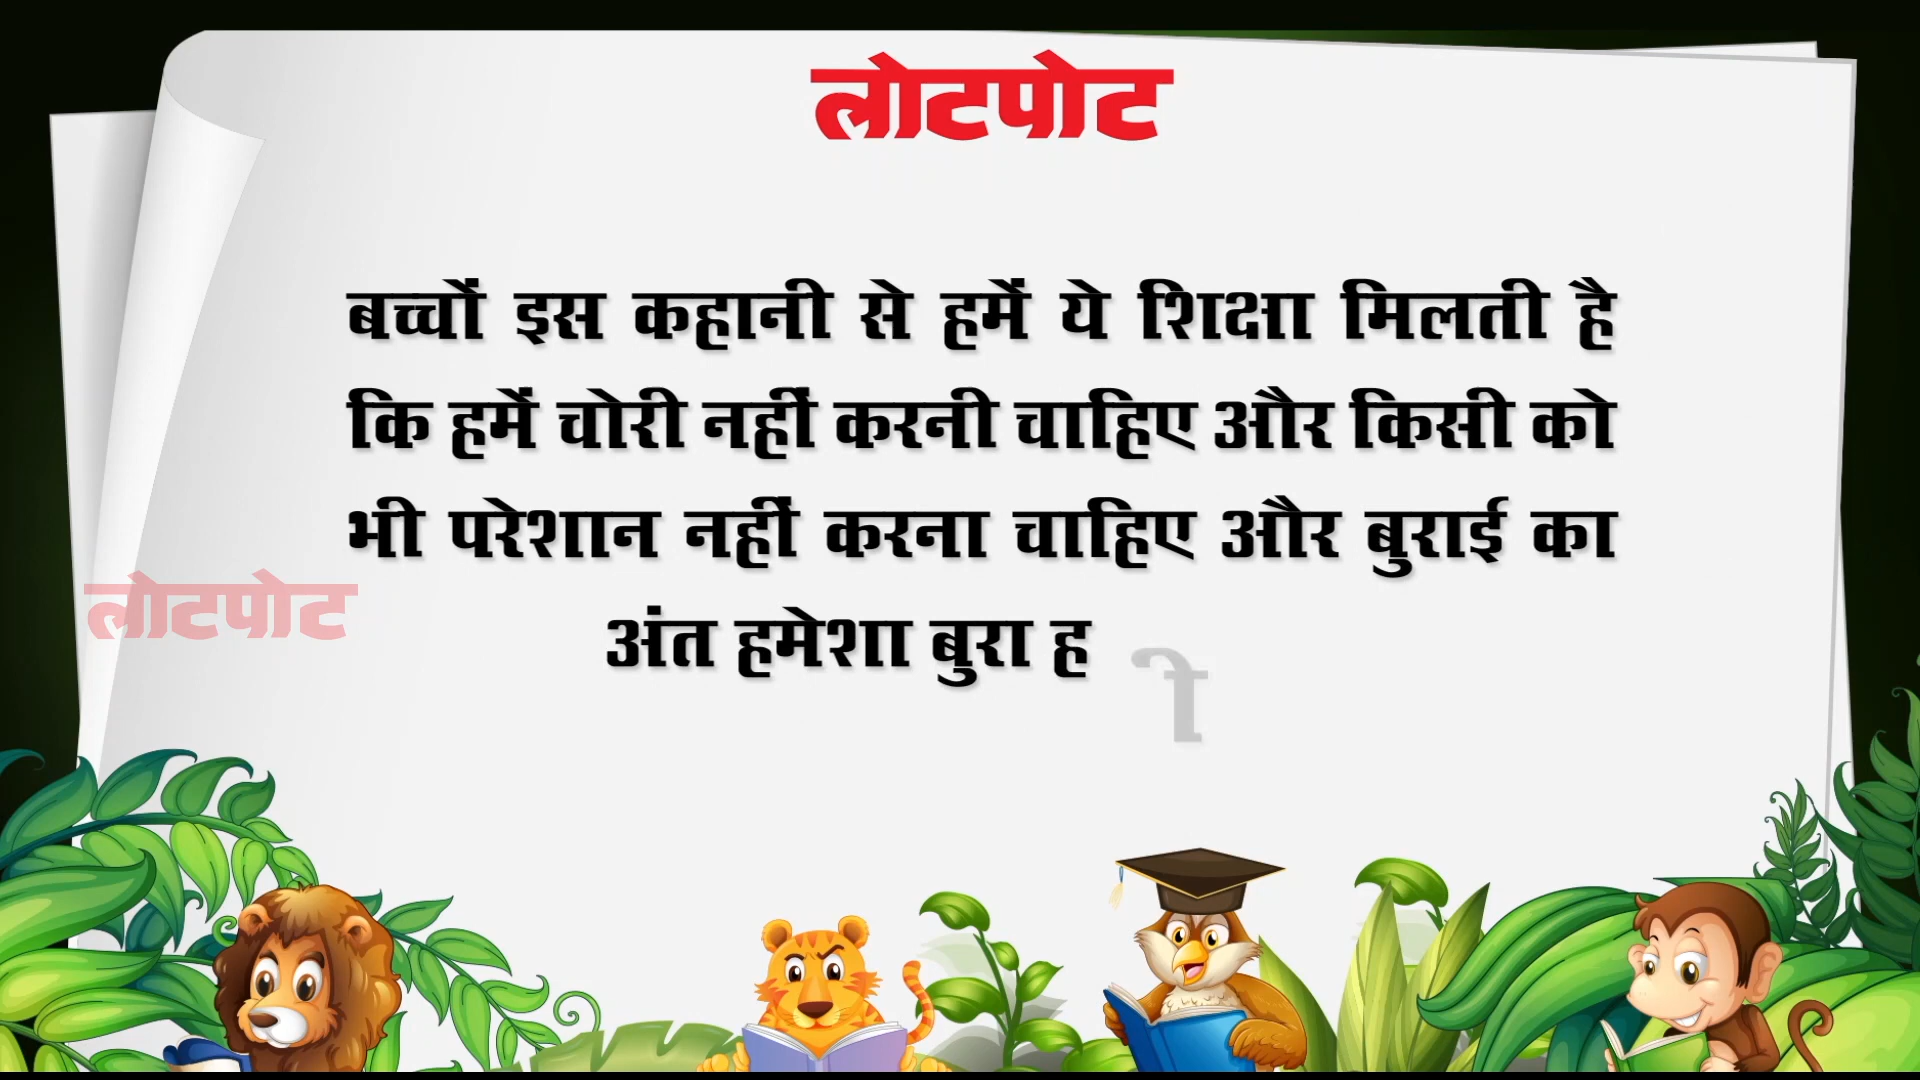 लोटपोट
बच्चों इस कहानी से हमें ये शिक्षा मिलती है
कि हमें चोरी नहीं करनी चाहिए और किसी को
भी परेशान नहीं करना चाहिए और बुराई का
लोटपोट
अंत हमेशा बुरा ही